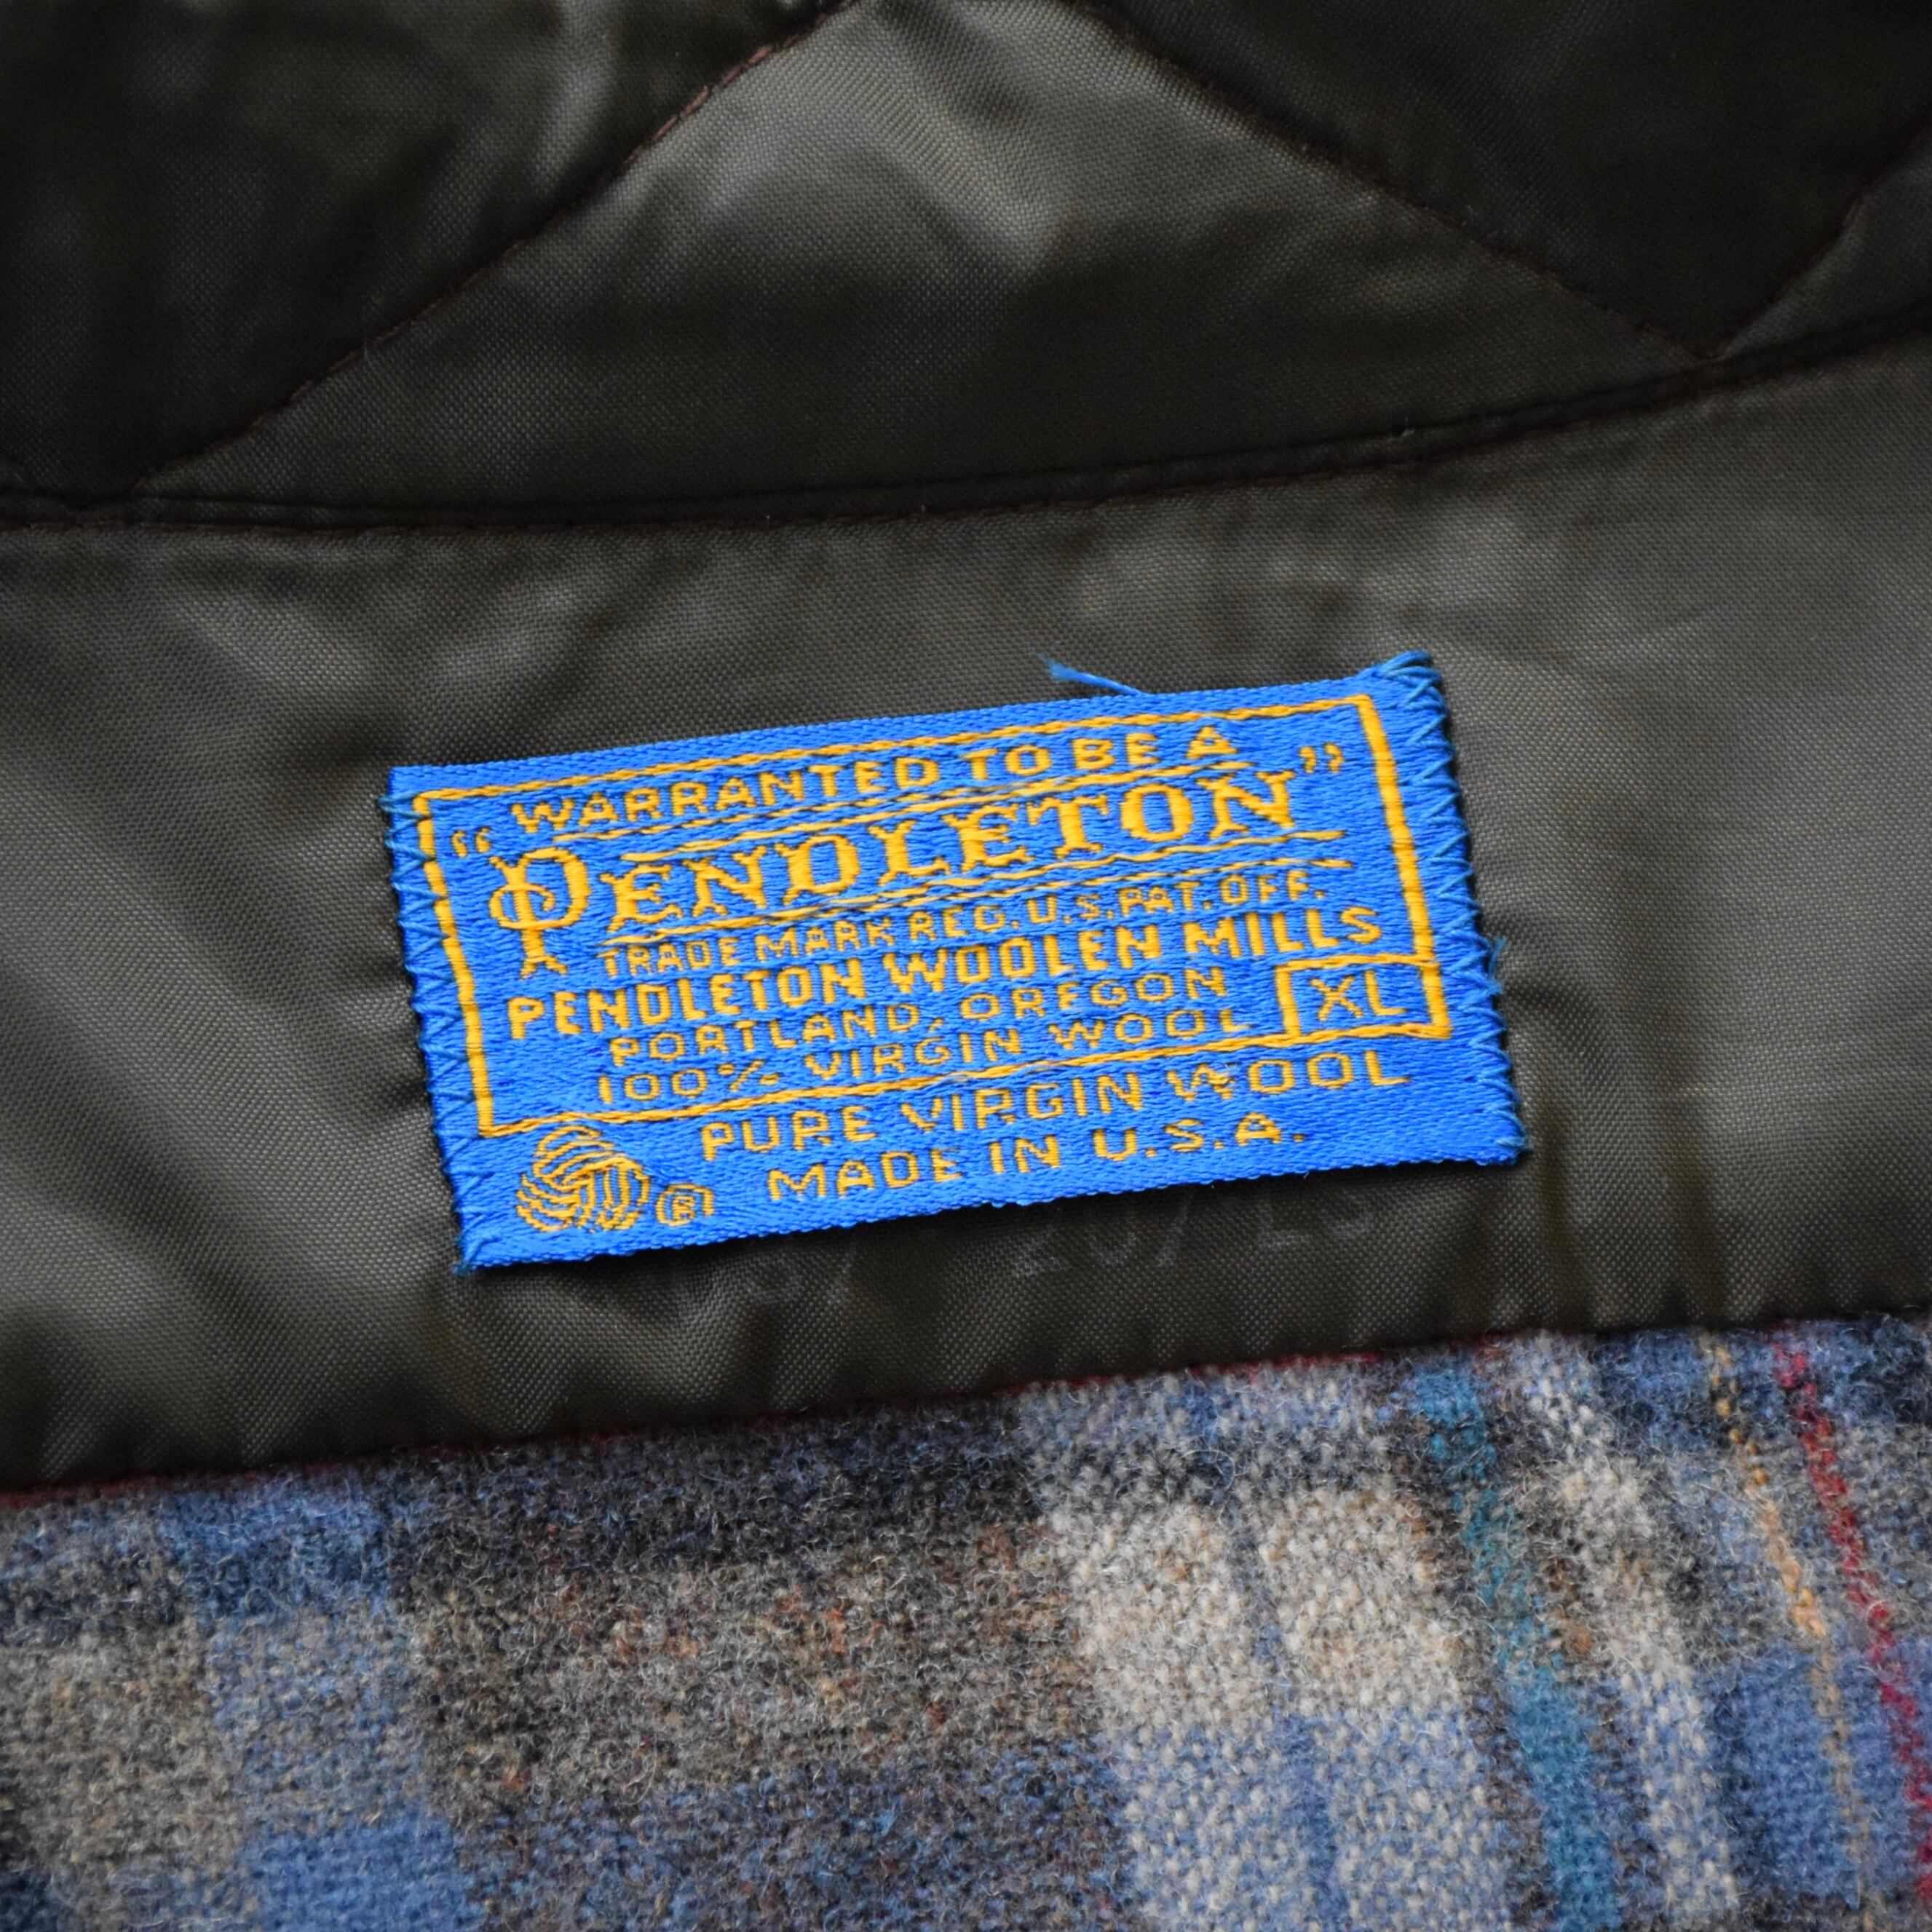 WARRANTED TO BE A
“PENDLETON”
TRADE MARK REG. U.S. PAT. OFF.
PENDLETON WOOLEN MILLS
PORTLAND, OREGON
100% VIRGIN WOOL
XL
PURE VIRGIN WOOL
® MADE IN U.S.A.